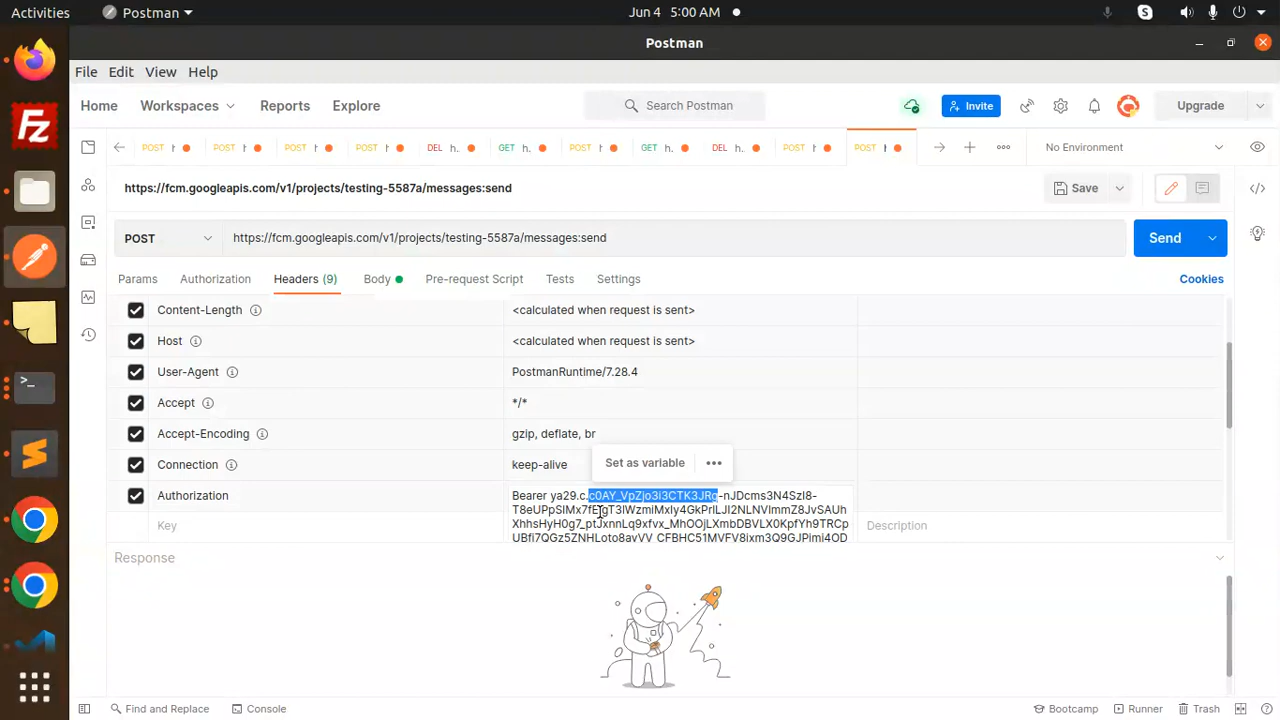 Activities Postman Jun 4 5:00 AM
Postman
File Edit View Help
Home Workspaces Reports Explore Search Postman Invite Upgrade
POST h POST h POST h POST h DEL h. GET h. POST h GET h. DEL h. POST h POST h No Environment
https://fcm.googleapis.com/v1/projects/testing-5587a/messages:send Save
POST https://fcm.googleapis.com/v1/projects/testing-5587a/messages:send Send
Params Authorization Headers (9) Body Pre-request Script Tests Settings Cookies
Content-Length <calculated when request is sent>
Host <calculated when request is sent>
User-Agent PostmanRuntime/7.28.4
Accept */*
Accept-Encoding gzip, deflate, br
Set as variable
Connection keep-alive
Authorization Bearer
Key Description
Response
Find and Replace Console Bootcamp Runner Trash